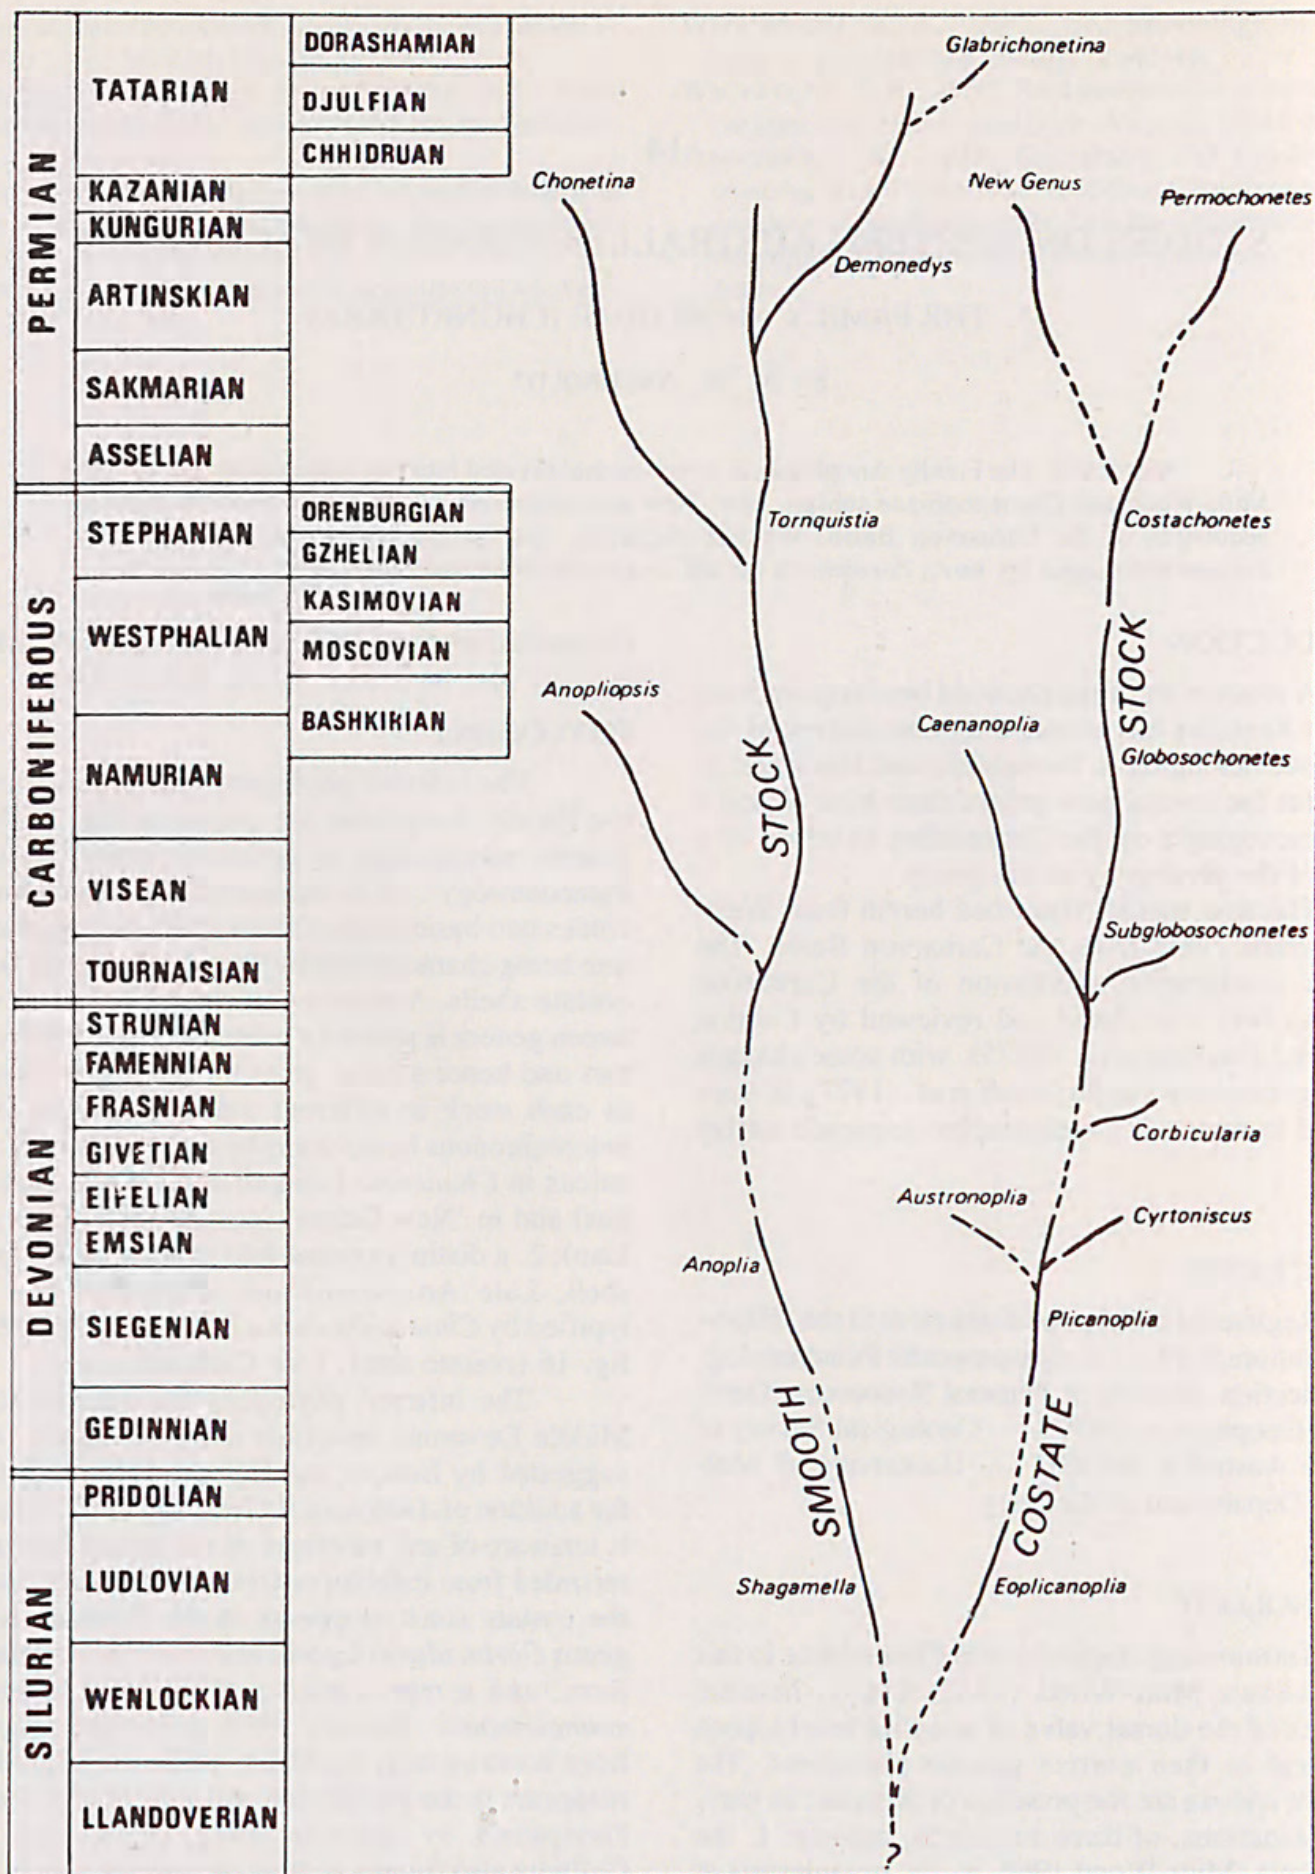 PERMIAN
TATARIAN
DORASHAMIAN
DJULFIAN
CHHIDRUAN
KAZANIAN
KUNGURIAN
ARTINSKIAN
SAKMARIAN
ASSELIAN
CARBONIFEROUS
STEPHANIAN
ORENBURGIAN
GZHELIAN
WESTPHALIAN
KASIMOVIAN
MOSCOVIAN
BASHKIRIAN
NAMURIAN
VISEAN
TOURNAISIAN
DEVONIAN
STRUNIAN
FAMENNIAN
FRASNIAN
GIVETIAN
EIFELIAN
EMSIAN
SIEGENIAN
GEDINNIAN
SILURIAN
PRIDOLIAN
LUDLOVIAN
WENLOCKIAN
LLANDOVERIAN
Glabrichonetina
Chonetina
New Genus
Permochonetes
Demonedys
Tornquistia
Costachonetes
Anopliopsis
Caenanoplia
Globosochonetes
STOCK
STOCK
Subglobosochonetes
Corbicularia
Austronoplia
Cyrtoniscus
Anoplia
Plicanoplia
SMOOTH
COSTATE
Shagamella
Eoplicanoplia
?